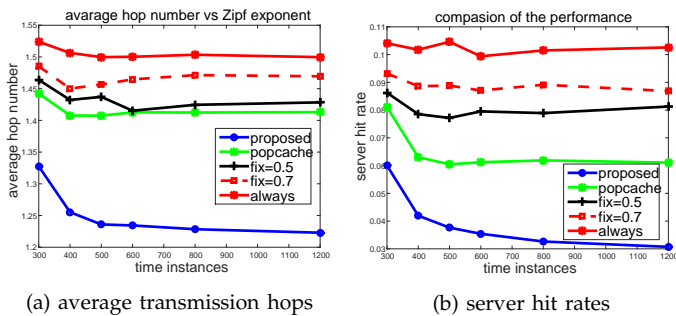 avarage hop number vs Zipf exponent
1.55
1.5
1.45
1.4
1.35
1.3
1.25
1.2
average hop number
proposed
popcache
fix=0.5
fix=0.7
always
300 400 500 600 700 800 900 1000 1100 1200
time instances
(a) average transmission hops
compasion of the performance
0.11
0.1
0.09
0.08
0.07
0.06
0.05
0.04
0.03
server hit rate
proposed
popcache
fix=0.5
fix=0.7
always
300 400 500 600 700 800 900 1000 1100 1200
time instances
(b) server hit rates